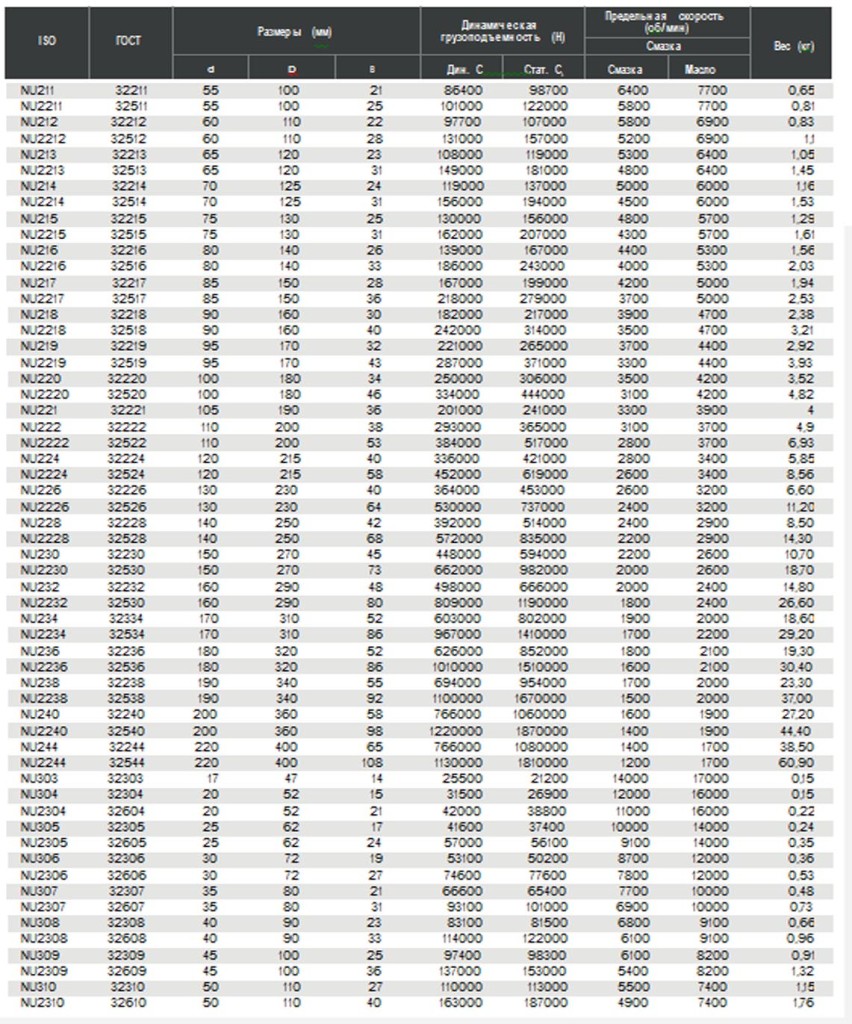 ISO ГОСТ Размеры (мм) Динамическая грузоподъемность (Н) Предельная скорость (об/мин) Вес (кг)
Смазка
d D B Дин. C Стат. C Смазка Масло
NU211 32211 55 100 21 86400 98700 6400 7700 0,65
NU2211 32511 55 100 25 101000 122000 5800 7700 0,81
NU212 32212 60 110 22 97700 107000 5800 6900 0,83
NU2212 32512 60 110 28 131000 157000 5200 6900 1,1
NU213 32213 65 120 23 108000 119000 5300 6400 1,05
NU2213 32513 65 120 31 149000 181000 4800 6400 1,45
NU214 32214 70 125 24 119000 137000 5000 6000 1,16
NU2214 32514 70 125 31 156000 194000 4500 6000 1,53
NU215 32215 75 130 25 130000 156000 4800 5700 1,29
NU2215 32515 75 130 31 162000 207000 4300 5700 1,61
NU216 32216 80 140 26 139000 167000 4400 5300 1,56
NU2216 32516 80 140 33 186000 243000 4000 5300 2,03
NU217 32217 85 150 28 167000 199000 4200 5000 1,94
NU2217 32517 85 150 36 218000 279000 3700 5000 2,53
NU218 32218 90 160 30 182000 217000 3900 4700 2,38
NU2218 32518 90 160 40 242000 314000 3500 4700 3,21
NU219 32219 95 170 32 221000 265000 3700 4400 2,92
NU2219 32519 95 170 43 287000 371000 3300 4400 3,93
NU220 32220 100 180 34 250000 306000 3500 4200 3,52
NU2220 32520 100 180 46 334000 444000 3100 4200 4,82
NU221 32221 105 190 36 201000 241000 3300 3900 4
NU222 32222 110 200 38 293000 365000 3100 3700 4,9
NU2222 32522 110 200 53 384000 517000 2800 3700 6,93
NU224 32224 120 215 40 336000 421000 2800 3400 5,85
NU2224 32524 120 215 58 452000 619000 2600 3400 8,56
NU226 32226 130 230 40 364000 453000 2600 3200 6,60
NU2226 32526 130 230 64 530000 737000 2400 3200 11,20
NU228 32228 140 250 42 392000 514000 2400 2900 8,50
NU2228 32528 140 250 68 572000 835000 2200 2900 14,30
NU230 32230 150 270 45 448000 594000 2200 2600 10,70
NU2230 32530 150 270 73 662000 982000 2000 2600 18,70
NU232 32232 160 290 48 498000 666000 2000 2400 14,80
NU2232 32530 160 290 80 809000 1190000 1800 2400 26,60
NU234 32334 170 310 52 603000 802000 1900 2000 18,60
NU2234 32534 170 310 86 967000 1410000 1700 2200 29,20
NU236 32236 180 320 52 626000 852000 1800 2100 19,30
NU2236 32536 180 320 86 1010000 1510000 1600 2100 30,40
NU238 32238 190 340 55 694000 954000 1700 2000 23,30
NU2238 32538 190 340 92 1100000 1670000 1500 2000 37,00
NU240 32240 200 360 58 766000 1060000 1600 1900 27,20
NU2240 32540 200 360 98 1220000 1870000 1400 1900 44,40
NU244 32244 220 400 65 766000 1080000 1400 1700 38,50
NU2244 32544 220 400 108 1130000 1810000 1200 1700 60,90
NU303 32303 17 47 14 25500 21200 14000 17000 0,15
NU304 32304 20 52 15 31500 26900 12000 16000 0,15
NU2304 32604 20 52 21 42000 38800 11000 16000 0,22
NU305 32305 25 62 17 41600 37400 10000 14000 0,24
NU2305 32605 25 62 24 57000 56100 9100 14000 0,35
NU306 32306 30 72 19 53100 50200 8700 12000 0,36
NU2306 32606 30 72 27 74600 77600 7800 12000 0,53
NU307 32307 35 80 21 66600 65400 7700 10000 0,48
NU2307 32607 35 80 31 93100 101000 6900 10000 0,73
NU308 32308 40 90 23 83100 81500 6800 9100 0,66
NU2308 32608 40 90 33 114000 122000 6100 9100 0,96
NU309 32309 45 100 25 97400 98300 6100 8200 0,91
NU2309 32609 45 100 36 137000 153000 5400 8200 1,32
NU310 32310 50 110 27 110000 113000 5500 7400 1,15
NU2310 32610 50 110 40 163000 187000 4900 7400 1,76